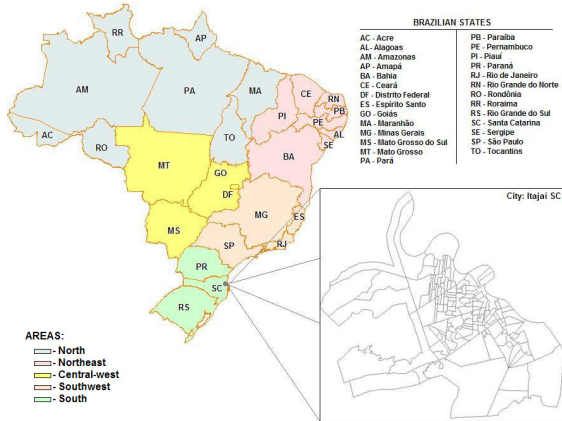 BRAZILIAN STATES
AC - Acre
AL- Alagoas
AM - Amazonas
AP - Amapá
BA - Bahia
CE - Ceará
DF - Distrito Federal
ES - Espírito Santo
GO - Goiás
MA - Maranhão
MG - Minas Gerais
MS - Mato Grosso do Sul
MT - Mato Grosso
PA - Pará
PB - Paraíba
PE - Pernambuco
PI - Piauí
PR - Paraná
RJ - Rio de Janeiro
RN - Rio Grande do Norte
RO - Rondônia
RR - Roraima
RS - Rio Grande do Sul
SC - Santa Catarina
SE - Sergipe
SP - São Paulo
TO - Tocantins
RR
AP
AM
PA
MA
CE
RN
PB
PI
PE
AL
SE
AC
RO
TO
BA
MT
GO
DF
MG
ES
MS
SP
RJ
PR
SC
RS
City: Itajaí SC
AREAS:
- North
- Northeast
- Central-west
- Southwest
- South